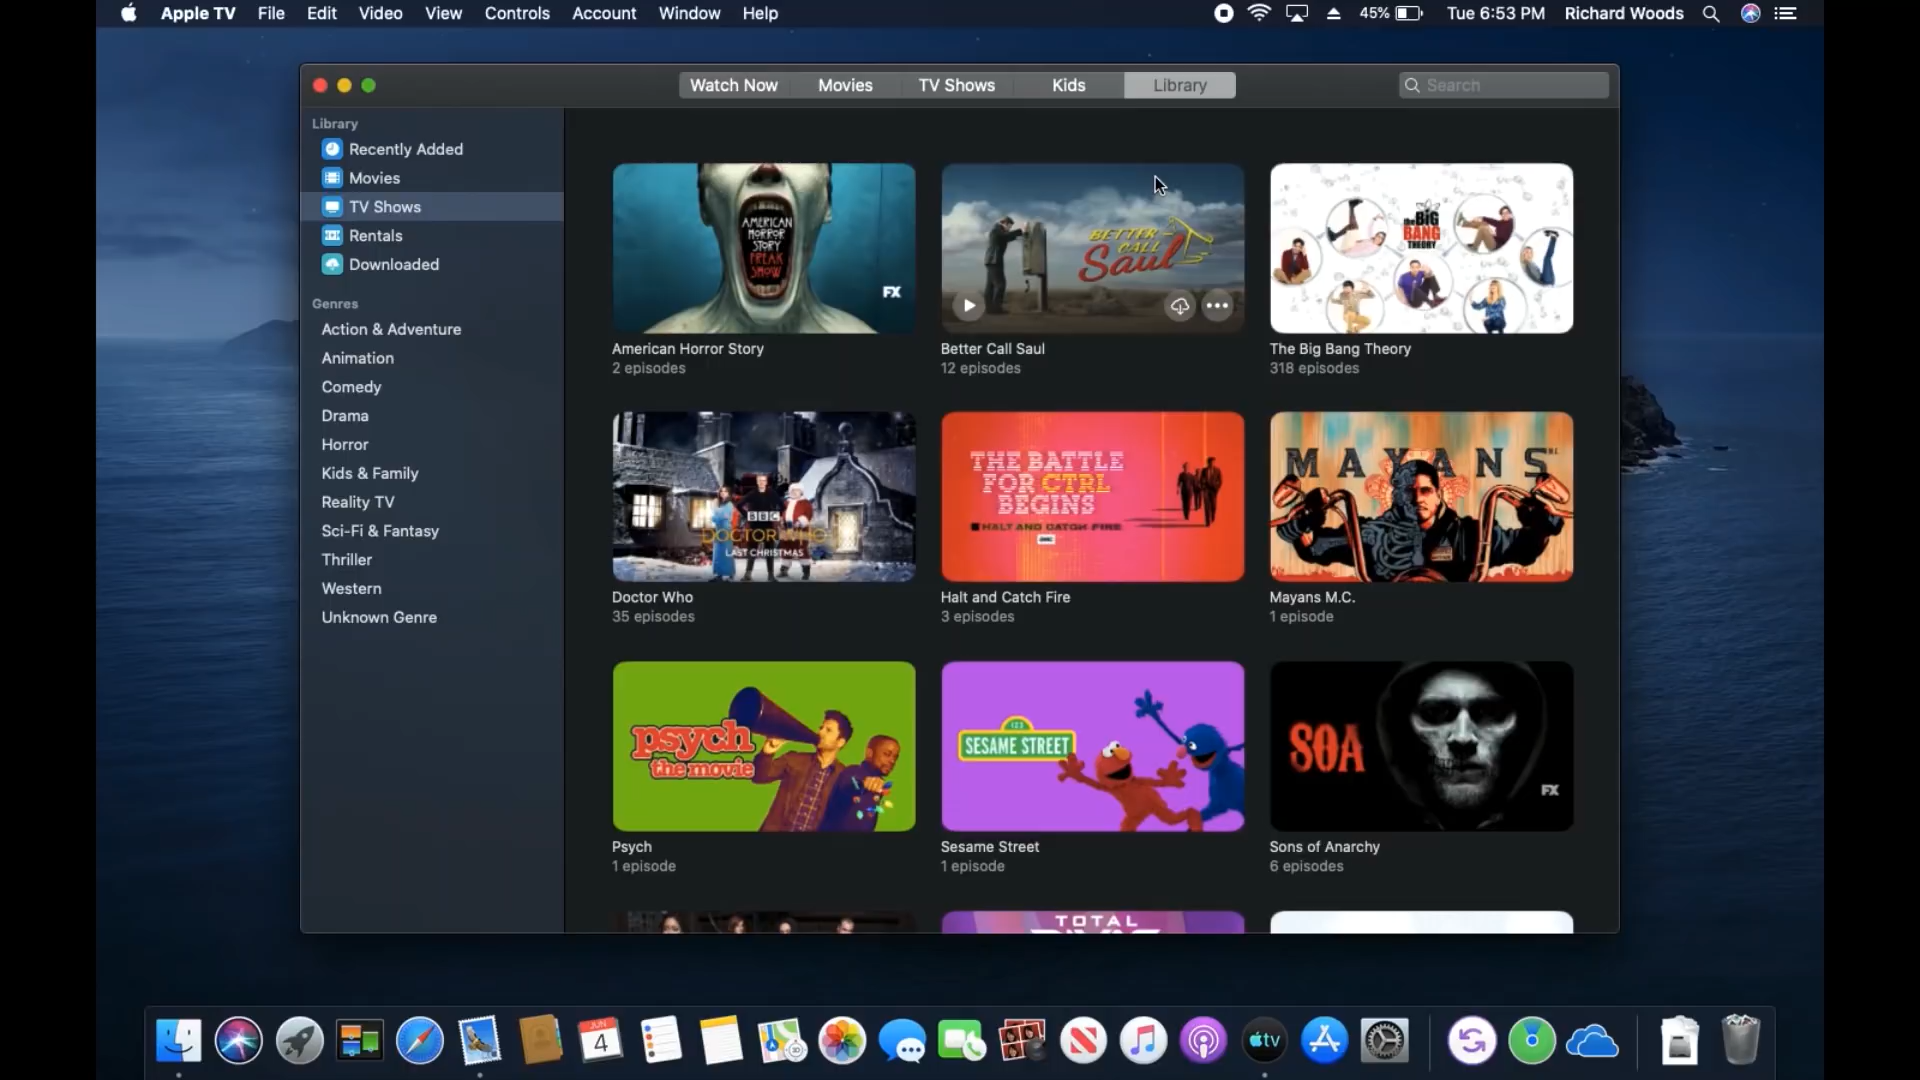 Apple TV File Edit Video View Controls Account Window Help 45% Tue 6:53 PM Richard Woods
Watch Now Movies TV Shows Kids Library Search
Library
Recently Added
Movies
TV Shows
Rentals
Downloaded
Genres
Action & Adventure
Animation
Comedy
Drama
Horror
Kids & Family
Reality TV
Sci-Fi & Fantasy
Thriller
Western
Unknown Genre
AMERICAN
HORROR
STORY
FREAK
SHOW
FX
American Horror Story
2 episodes
BETTER
CALL
Saul
Better Call Saul
12 episodes
the BIG
BANG
THEORY
The Big Bang Theory
318 episodes
BBC
DOCTOR WHO
LAST CHRISTMAS
Doctor Who
35 episodes
THE BATTLE
FOR CTRL
BEGINS
HALT AND CATCH FIRE
amc
Halt and Catch Fire
3 episodes
MAYANS M.C.
Mayans M.C.
1 episode
psych
the movie
Psych
1 episode
123
SESAME STREET
Sesame Street
1 episode
SOA
FX
Sons of Anarchy
6 episodes
TOTAL
JUN
4
tv